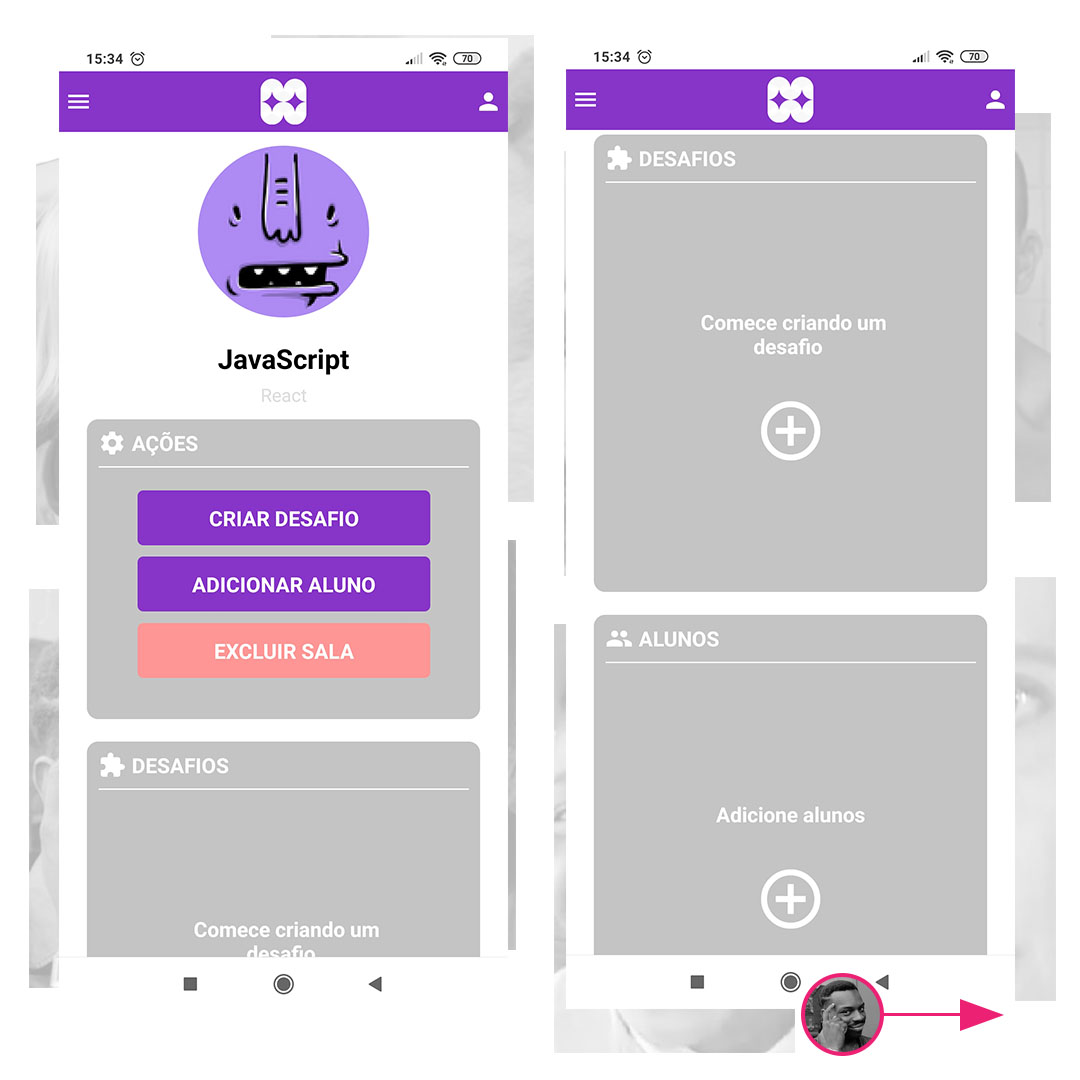 15:34
70
JavaScript
React
AÇÕES
CRIAR DESAFIO
ADICIONAR ALUNO
EXCLUIR SALA
DESAFIOS
Comece criando um
desafio
15:34
70
DESAFIOS
Comece criando um
desafio
ALUNOS
Adicione alunos